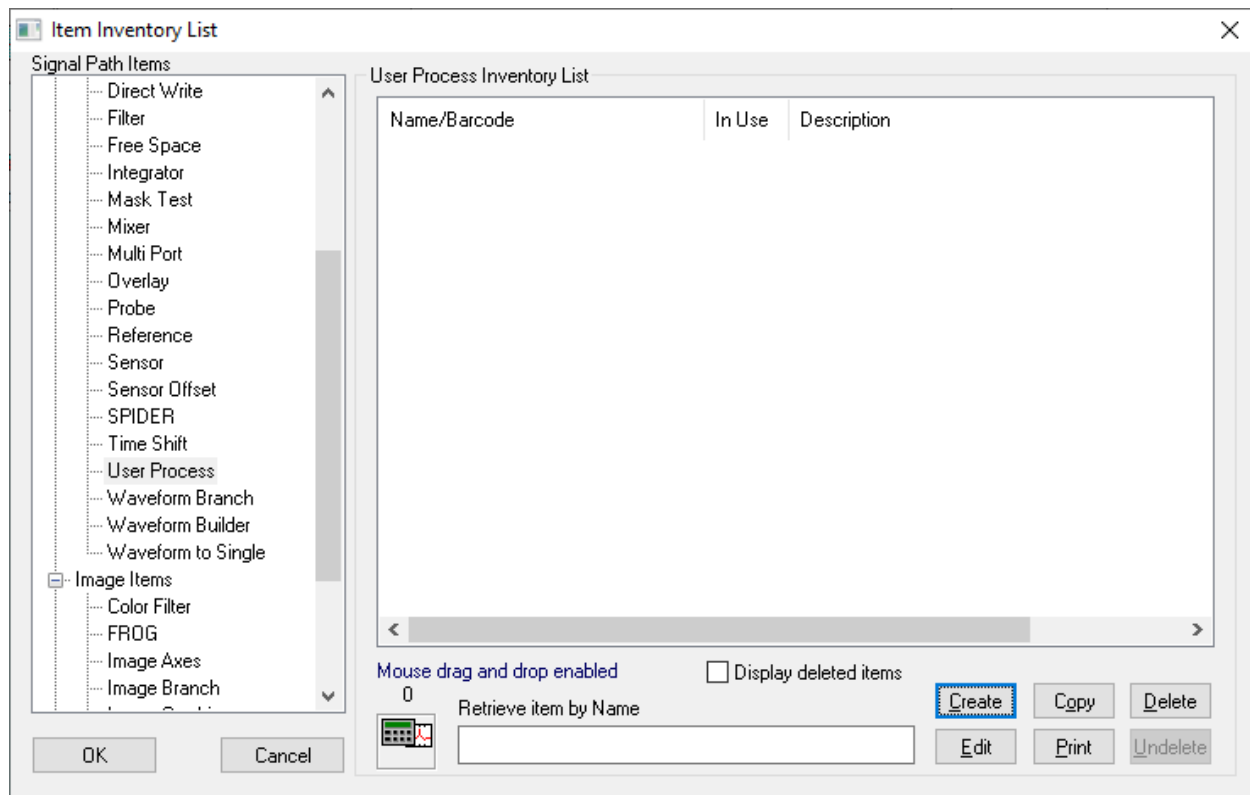 Item Inventory List
Signal Path Items
Direct Write
Filter
Free Space
Integrator
Mask Test
Mixer
Multi Port
Overlay
Probe
Reference
Sensor
Sensor Offset
SPIDER
Time Shift
User Process
Waveform Branch
Waveform Builder
Waveform to Single
Image Items
Color Filter
FROG
Image Axes
Image Branch
OK Cancel
User Process Inventory List
Name/Barcode In Use Description
Mouse drag and drop enabled Display deleted items
0
Retrieve item by Name
Create Copy Delete
Edit Print Undelete